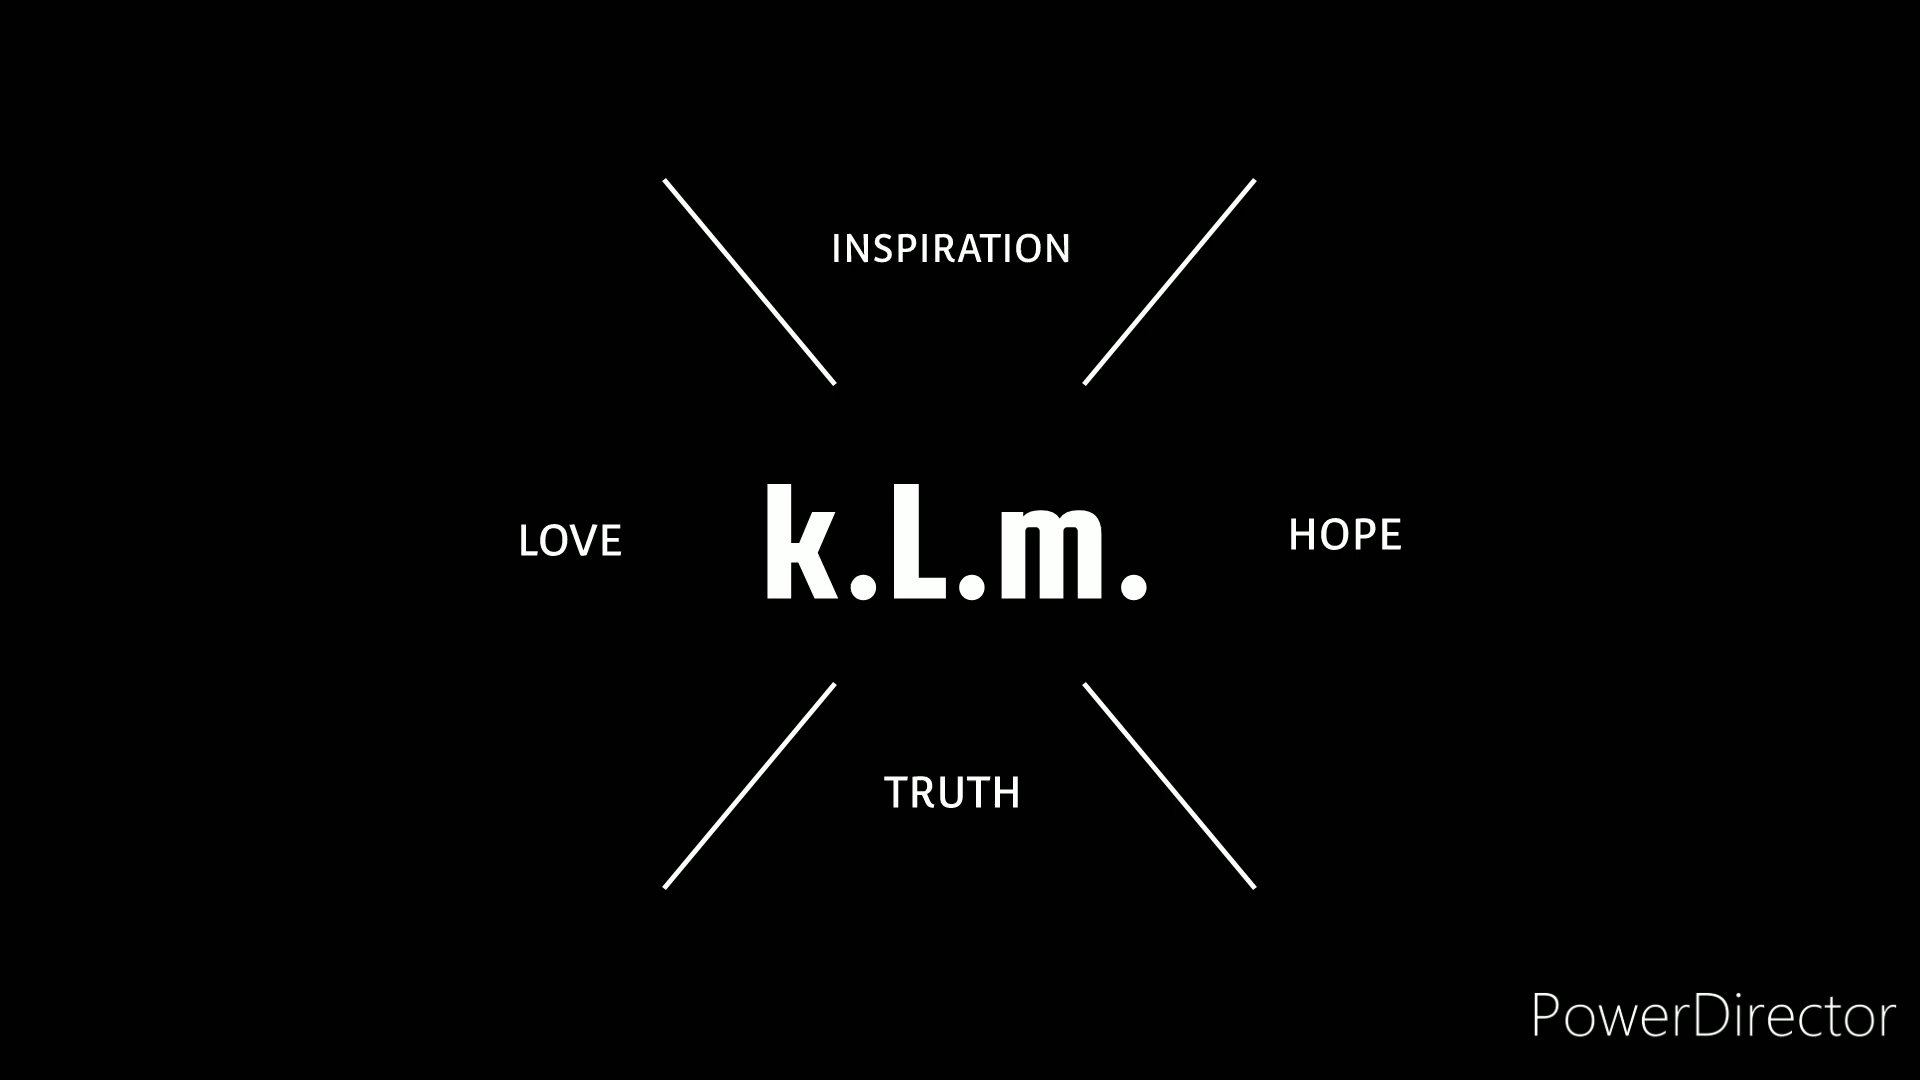 INSPIRATION
LOVE
k.L.m.
HOPE
TRUTH
PowerDirector